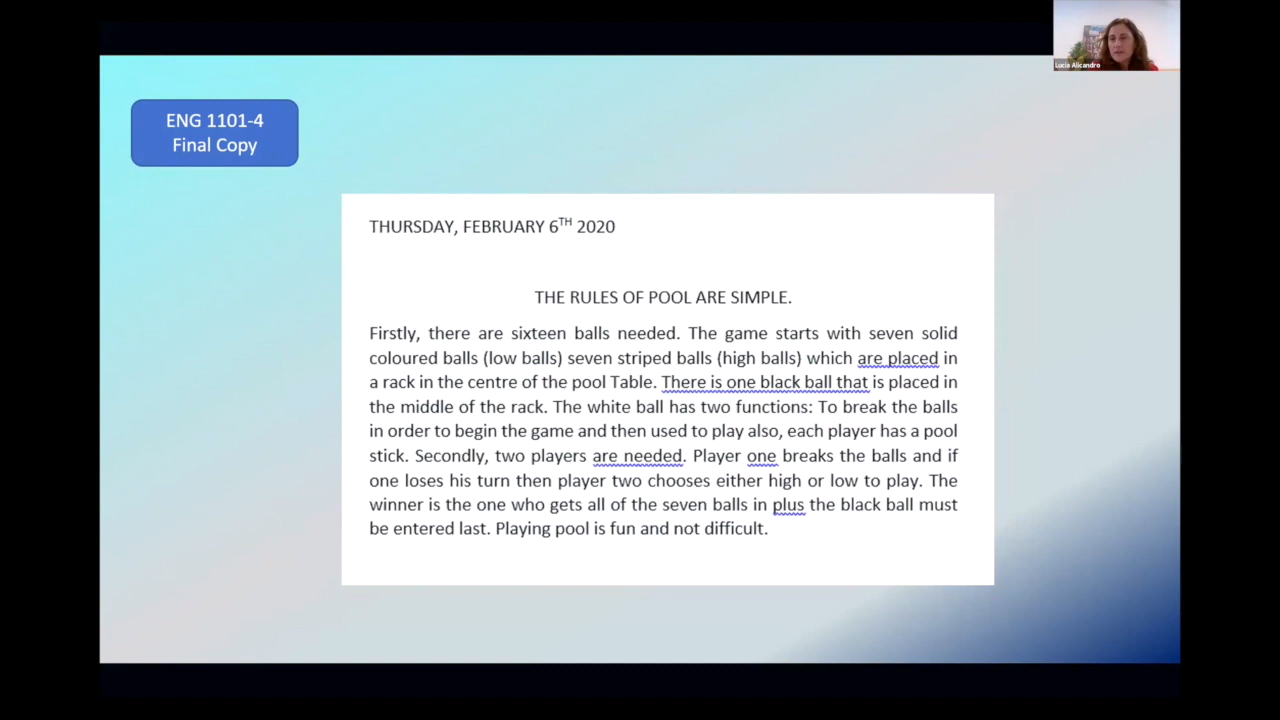 Lucia Alicandro
ENG 1101-4
Final Copy
THURSDAY, FEBRUARY 6TH 2020
THE RULES OF POOL ARE SIMPLE.
Firstly, there are sixteen balls needed. The game starts with seven solid
coloured balls (low balls) seven striped balls (high balls) which are placed in
a rack in the centre of the pool Table. There is one black ball that is placed in
the middle of the rack. The white ball has two functions: To break the balls
in order to begin the game and then used to play also, each player has a pool
stick. Secondly, two players are needed. Player one breaks the balls and if
one loses his turn then player two chooses either high or low to play. The
winner is the one who gets all of the seven balls in plus the black ball must
be entered last. Playing pool is fun and not difficult.